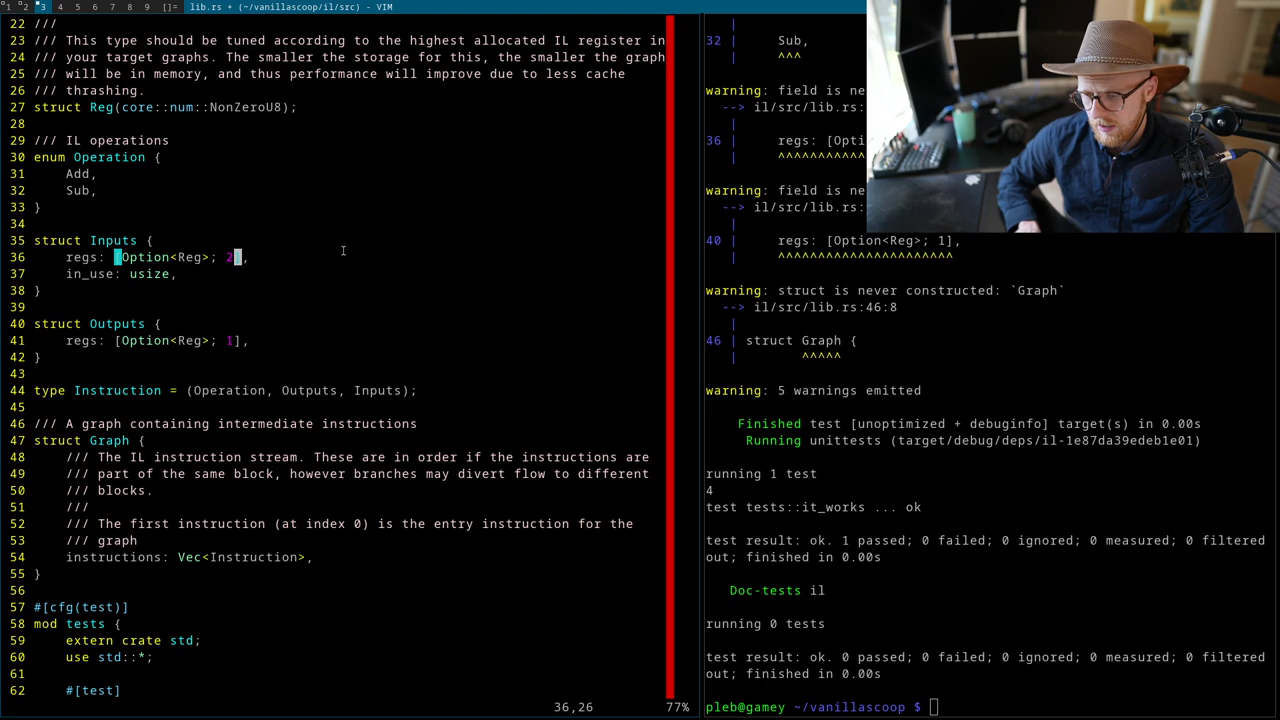 1 2 3 4 5 6 7 8 9 []= lib.rs + (~/vanillascoop/il/src) - VIM
22 ///
23 /// This type should be tuned according to the highest allocated IL register in
24 /// your target graphs. The smaller the storage for this, the smaller the graph
25 /// will be in memory, and thus performance will improve due to less cache
26 /// thrashing.
27 struct Reg(core::num::NonZeroU8);
28
29 /// IL operations
30 enum Operation {
31     Add,
32     Sub,
33 }
34
35 struct Inputs {
36     regs: [Option<Reg>; 2],
37     in_use: usize,
38 }
39
40 struct Outputs {
41     regs: [Option<Reg>; 1],
42 }
43
44 type Instruction = (Operation, Outputs, Inputs);
45
46 /// A graph containing intermediate instructions
47 struct Graph {
48     /// The IL instruction stream. These are in order if the instructions are
49     /// part of the same block, however branches may divert flow to different
50     /// blocks.
51     ///
52     /// The first instruction (at index 0) is the entry instruction for the
53     /// graph
54     instructions: Vec<Instruction>,
55 }
56
57 #[cfg(test)]
58 mod tests {
59     extern crate std;
60     use std::*;
61
62     #[test]
36,26 77%
|
32 |     Sub,
   |     ^^^
warning: field is ne
  --> il/src/lib.rs:
   |
36 |     regs: [Opti
   |     ^^^^^^^^^^^
warning: field is ne
  --> il/src/lib.rs:
   |
40 |     regs: [Option<Reg>; 1],
   |     ^^^^^^^^^^^^^^^^^^^^^^
warning: struct is never constructed: `Graph`
  --> il/src/lib.rs:46:8
   |
46 | struct Graph {
   |        ^^^^^
warning: 5 warnings emitted
    Finished test [unoptimized + debuginfo] target(s) in 0.00s
     Running unittests (target/debug/deps/il-1e87da39edeb1e01)
running 1 test
4
test tests::it_works ... ok
test result: ok. 1 passed; 0 failed; 0 ignored; 0 measured; 0 filtered
out; finished in 0.00s
   Doc-tests il
running 0 tests
test result: ok. 0 passed; 0 failed; 0 ignored; 0 measured; 0 filtered
out; finished in 0.00s
pleb@gamey ~/vanillascoop $